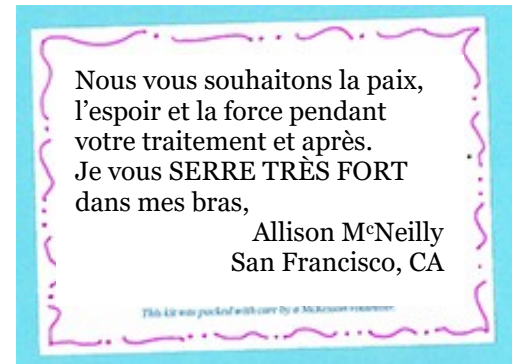 Nous vous souhaitons la paix,
l’espoir et la force pendant
votre traitement et après.
Je vous SERRE TRÈS FORT
dans mes bras,
Allison McNeilly
San Francisco, CA
This kit was packed with care by a McKesson volunteer.